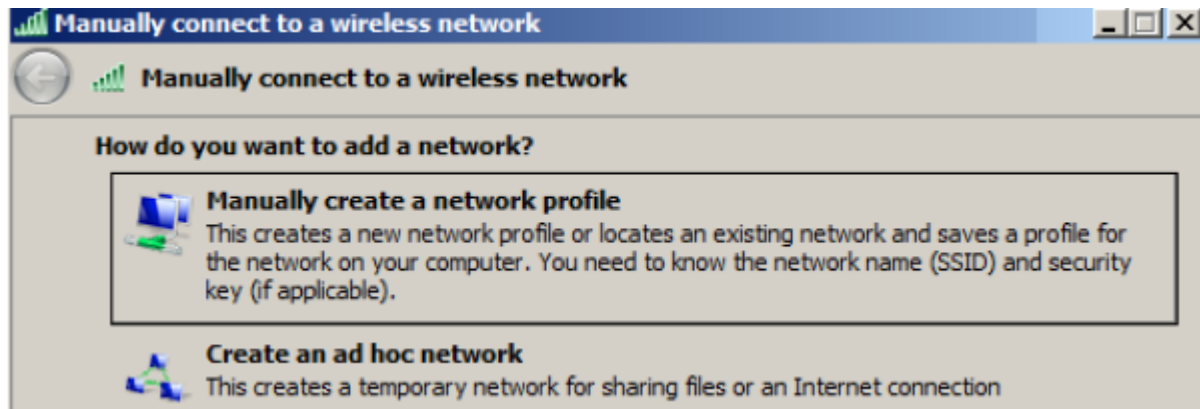 Manually connect to a wireless network
Manually connect to a wireless network
How do you want to add a network?
Manually create a network profile
This creates a new network profile or locates an existing network and saves a profile for
the network on your computer. You need to know the network name (SSID) and security
key (if applicable).
Create an ad hoc network
This creates a temporary network for sharing files or an Internet connection